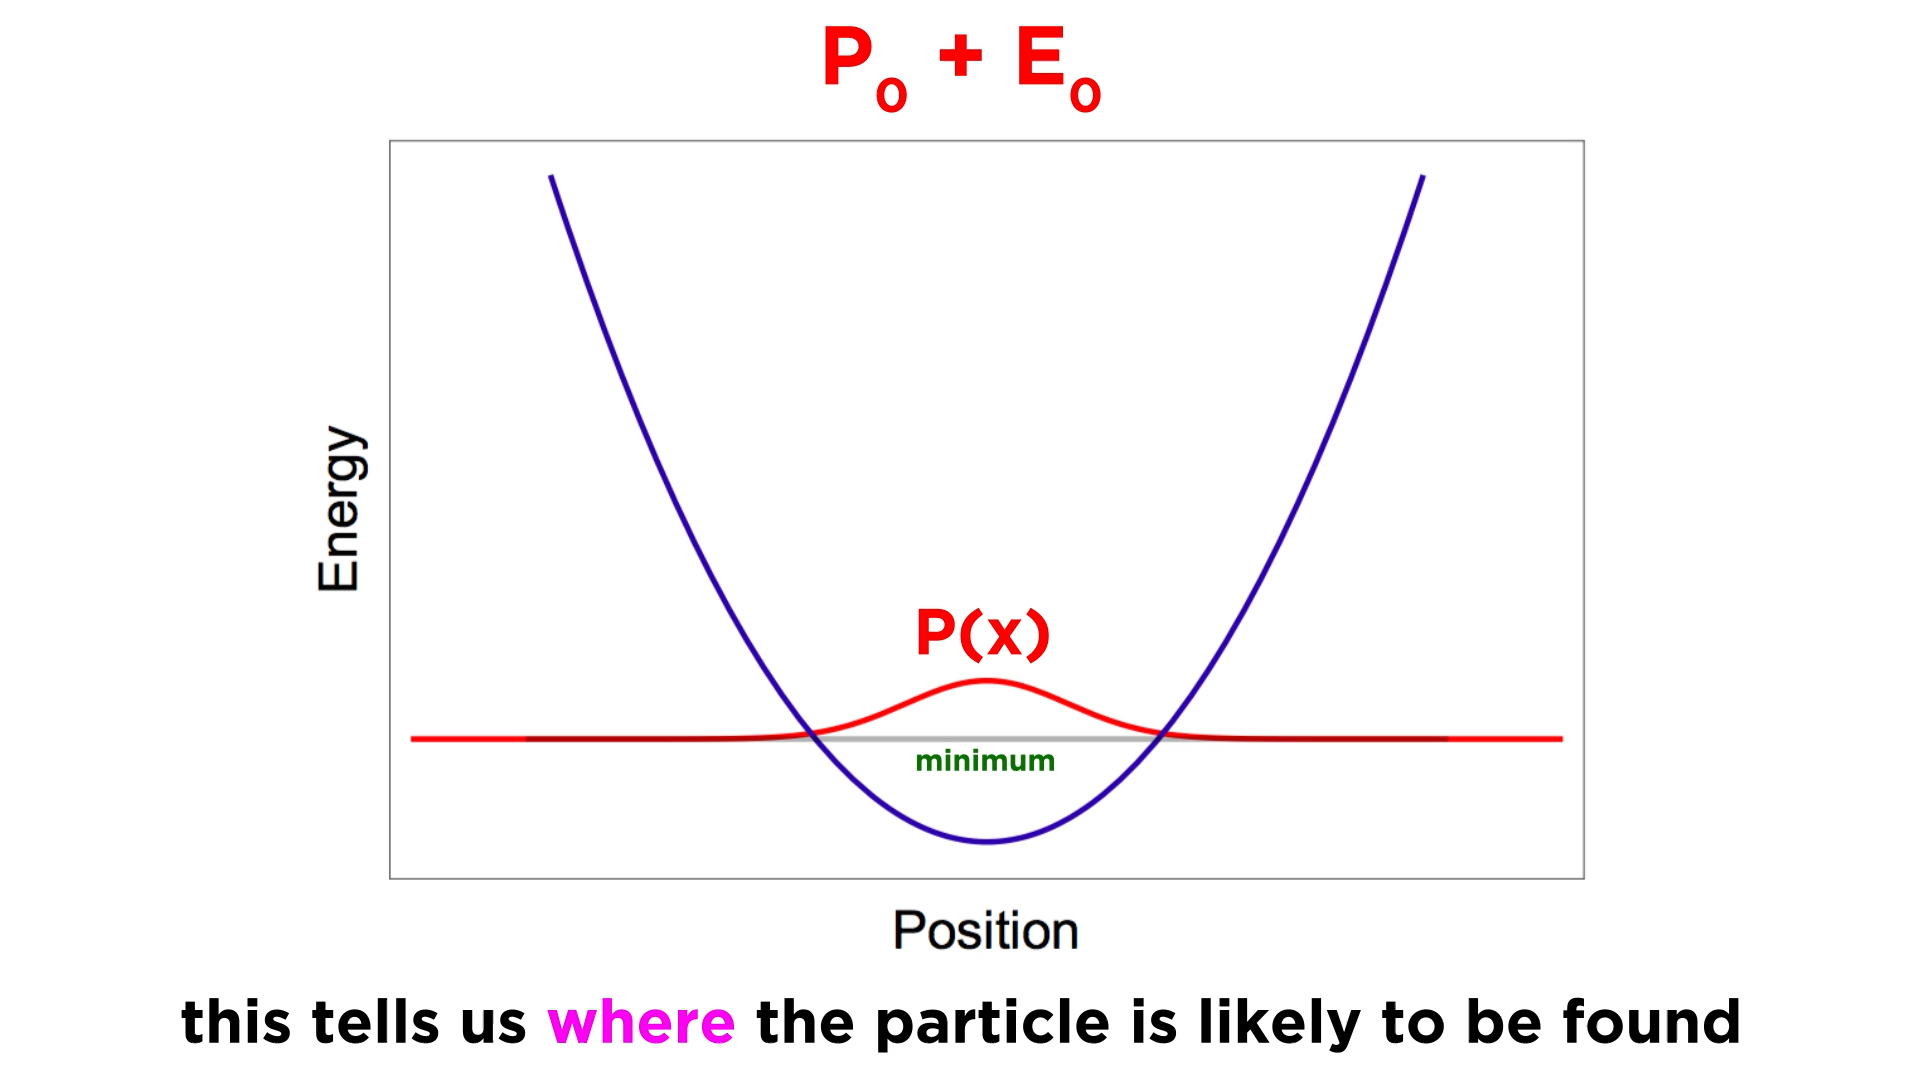 P₀ + E₀
Energy
P(x)
minimum
Position
this tells us where the particle is likely to be found